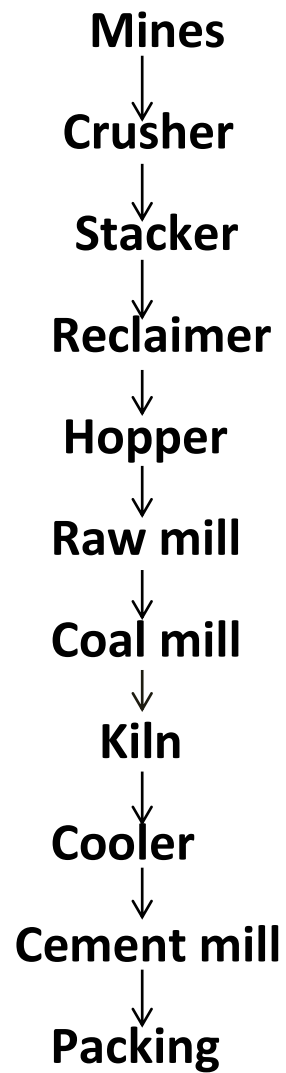 Mines
Crusher
Stacker
Reclaimer
Hopper
Raw mill
Coal mill
Kiln
Cooler
Cement mill
Packing